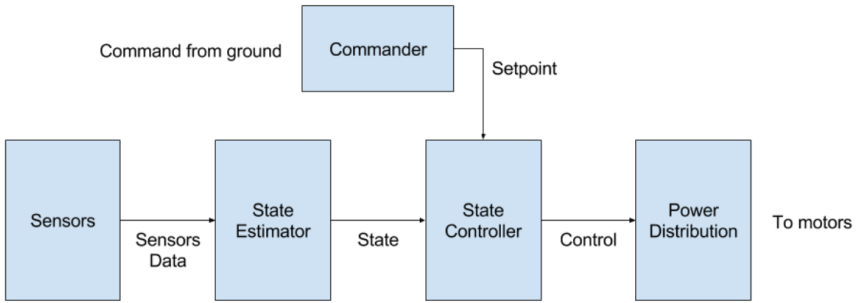 Command from ground
Commander
Setpoint
Sensors
Sensors
Data
State
Estimator
State
State
Controller
Control
Power
Distribution
To motors